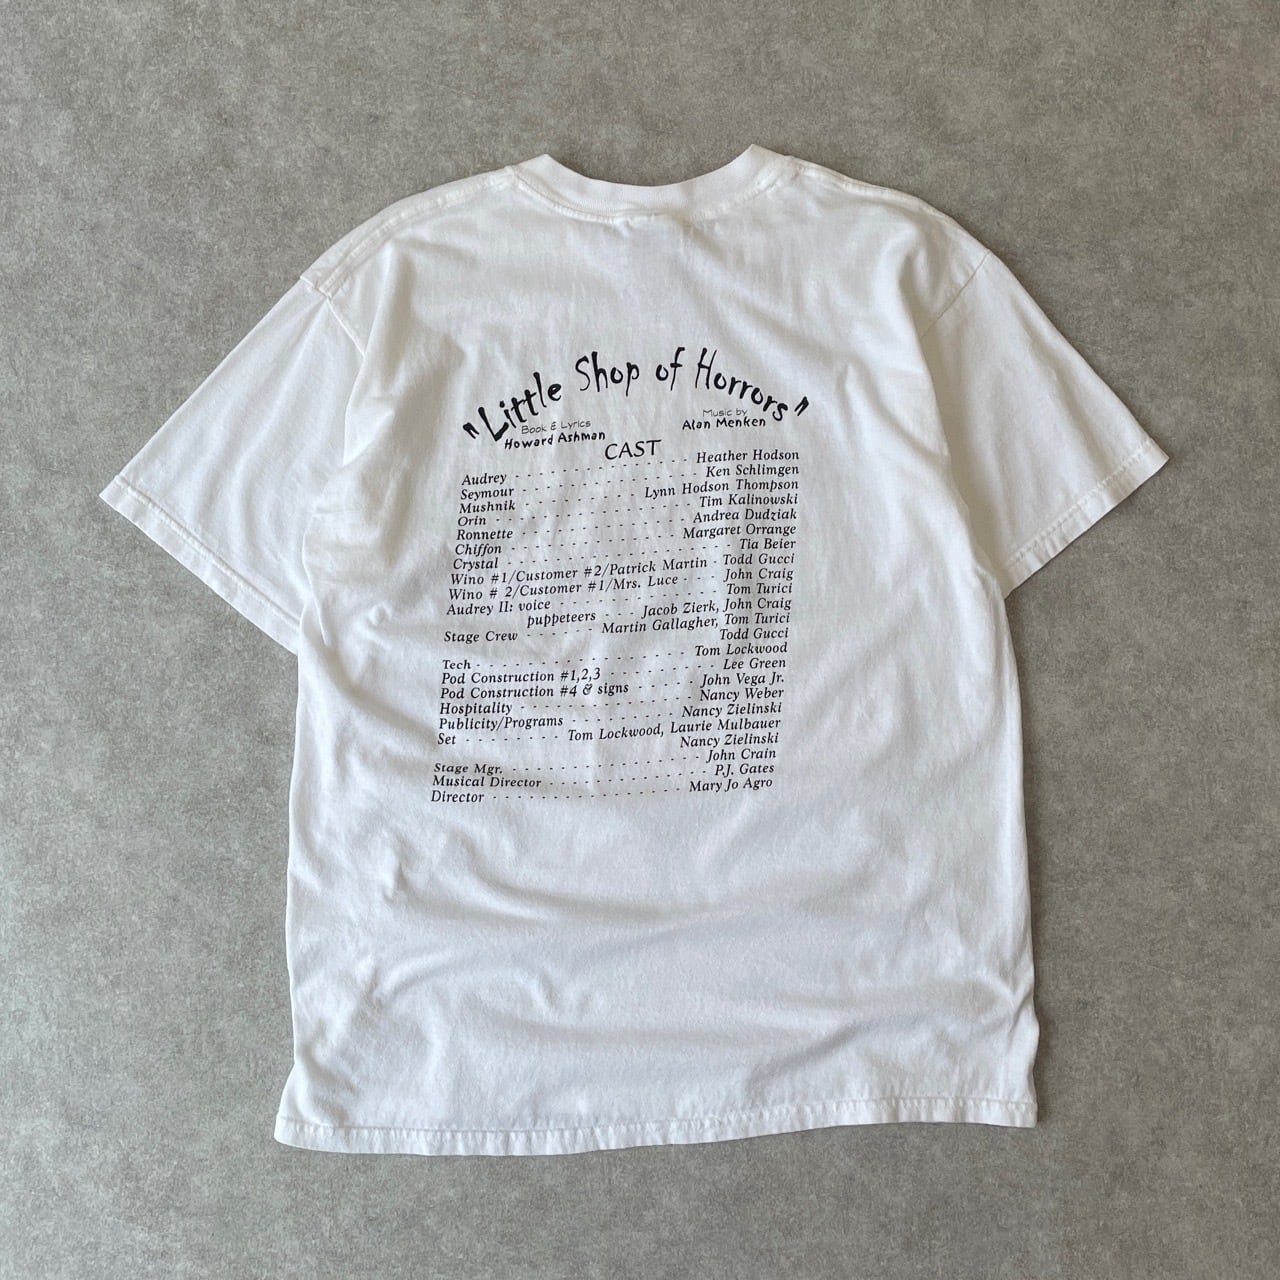 "Little Shop of Horrors"
Book & Lyrics
Howard Ashman
Music by
Alan Menken
CAST
Audrey - - - - - - - - - - - - - - - Heather Hodson
Seymour - - - - - - - - - - - - - - - Ken Schlimgen
Mushnik - - - - - - - - - - Lynn Hodson Thompson
Orin - - - - - - - - - - - - - - - - - Tim Kalinowski
Ronnette - - - - - - - - - - - - - - - Andrea Dudziak
Chiffon - - - - - - - - - - - - - - Margaret Orrange
Crystal - - - - - - - - - - - - - - - - - - - Tia Beier
Wino #1/Customer #2/Patrick Martin - Todd Gucci
Wino # 2/Customer #1/Mrs. Luce - - - John Craig
Audrey II: voice - - - - - - - - - - - - - Tom Turici
puppeteers - - - Jacob Zierk, John Craig
Stage Crew - - - - - - Martin Gallagher, Tom Turici
Todd Gucci
Tech - - - - - - - - - - - - - - - - - - Tom Lockwood
Pod Construction #1,2,3 - - - - - - - - - Lee Green
Pod Construction #4 & signs - - - - - John Vega Jr.
Hospitality - - - - - - - - - - - - - - - Nancy Weber
Publicity/Programs - - - - - - - - - Nancy Zielinski
Set - - - - - - - - Tom Lockwood, Laurie Mulbauer
Nancy Zielinski
Stage Mgr. - - - - - - - - - - - - - - - - - John Crain
Musical Director - - - - - - - - - - - - - - P.J. Gates
Director - - - - - - - - - - - - - - - - - Mary Jo Agro